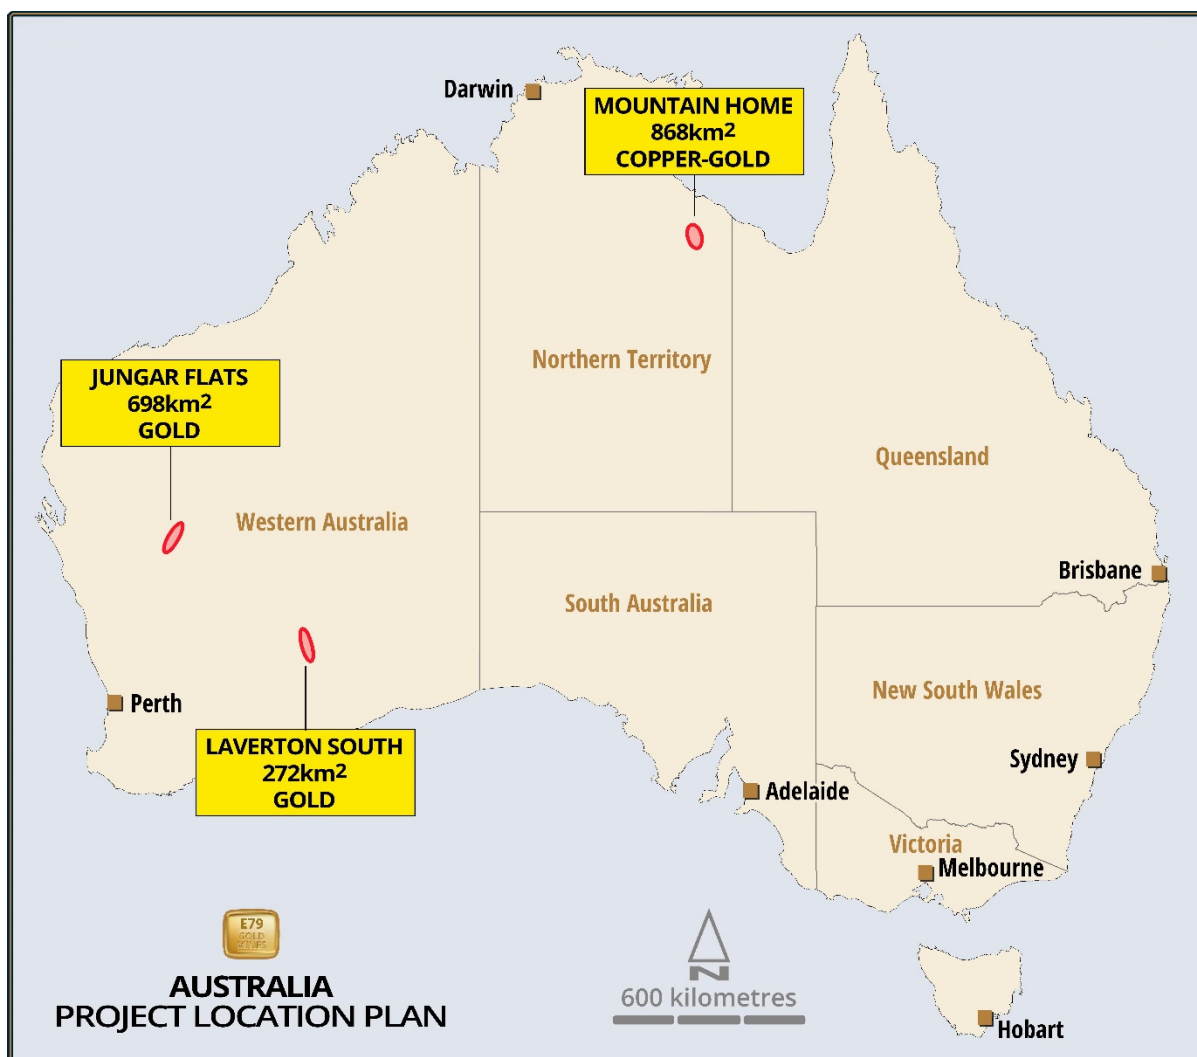 Darwin
MOUNTAIN HOME
868km2
COPPER-GOLD
JUNGAR FLATS
698km2
GOLD
Northern Territory
Queensland
Western Australia
South Australia
Brisbane
New South Wales
Perth
LAVERTON SOUTH
272km2
GOLD
Sydney
Adelaide
Victoria
Melbourne
E79
GOLD
MINES
AUSTRALIA
PROJECT LOCATION PLAN
N
600 kilometres
Hobart